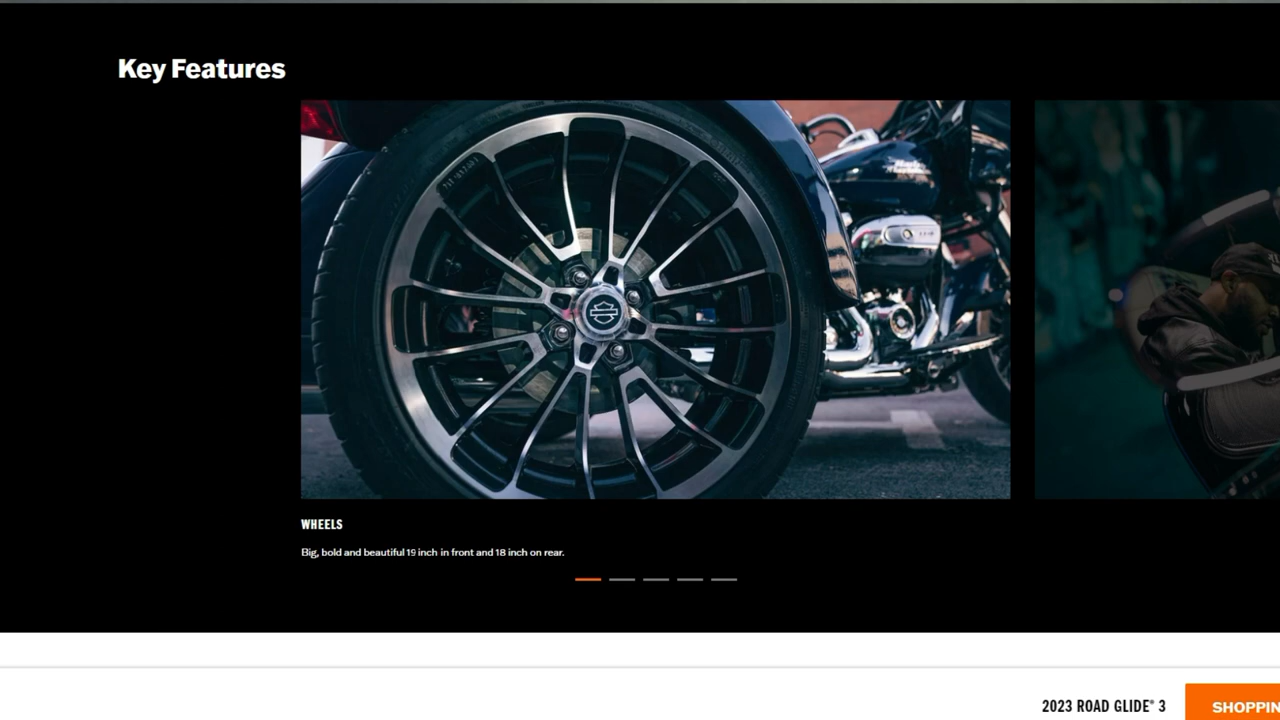 Key Features
WHEELS
Big, bold and beautiful 19 inch in front and 18 inch on rear.
2023 ROAD GLIDE® 3
SHOPPIN